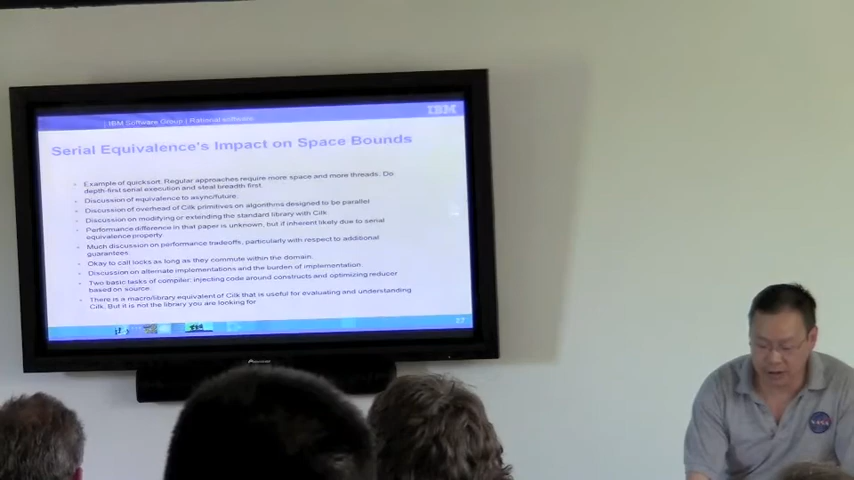 IBM Software Group | Rational software
IBM
Serial Equivalence's Impact on Space Bounds
Example of quicksort. Regular approaches require more space and more threads. Do
depth-first serial execution and steal breadth first.
Discussion of equivalence to async/future.
Discussion of overhead of Cilk primitives on algorithms designed to be parallel
Discussion on modifying or extending the standard library with Cilk.
Performance difference in that paper is unknown, but if inherent likely due to serial
equivalence property.
Much discussion on performance tradeoffs, particularly with respect to additional
guarantees.
Okay to call locks as long as they commute within the domain.
Discussion on alternate implementations and the burden of implementation.
Two basic tasks of compiler: injecting code around constructs and optimizing reducer
based on source.
There is a macro/library equivalent of Cilk that is useful for evaluating and understanding
Cilk. But it is not the library you are looking for
27
Pioneer
NASA